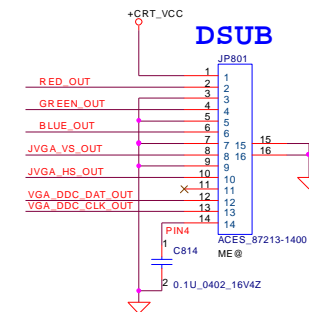 +CRT_VCC
DSUB
JP801
1 1
RED_OUT 2 2
3 3
GREEN_OUT 4 4
5 5
BLUE_OUT 6 6
7 7 15 15
JVGA_VS_OUT 8 8 16 16
9 9
JVGA_HS_OUT 10 10
11 11
VGA_DDC_DAT_OUT 12 12
VGA_DDC_CLK_OUT 13 13
14 14
PIN4
ACES_87213-1400
1 C814 ME@
2 0.1U_0402_16V4Z